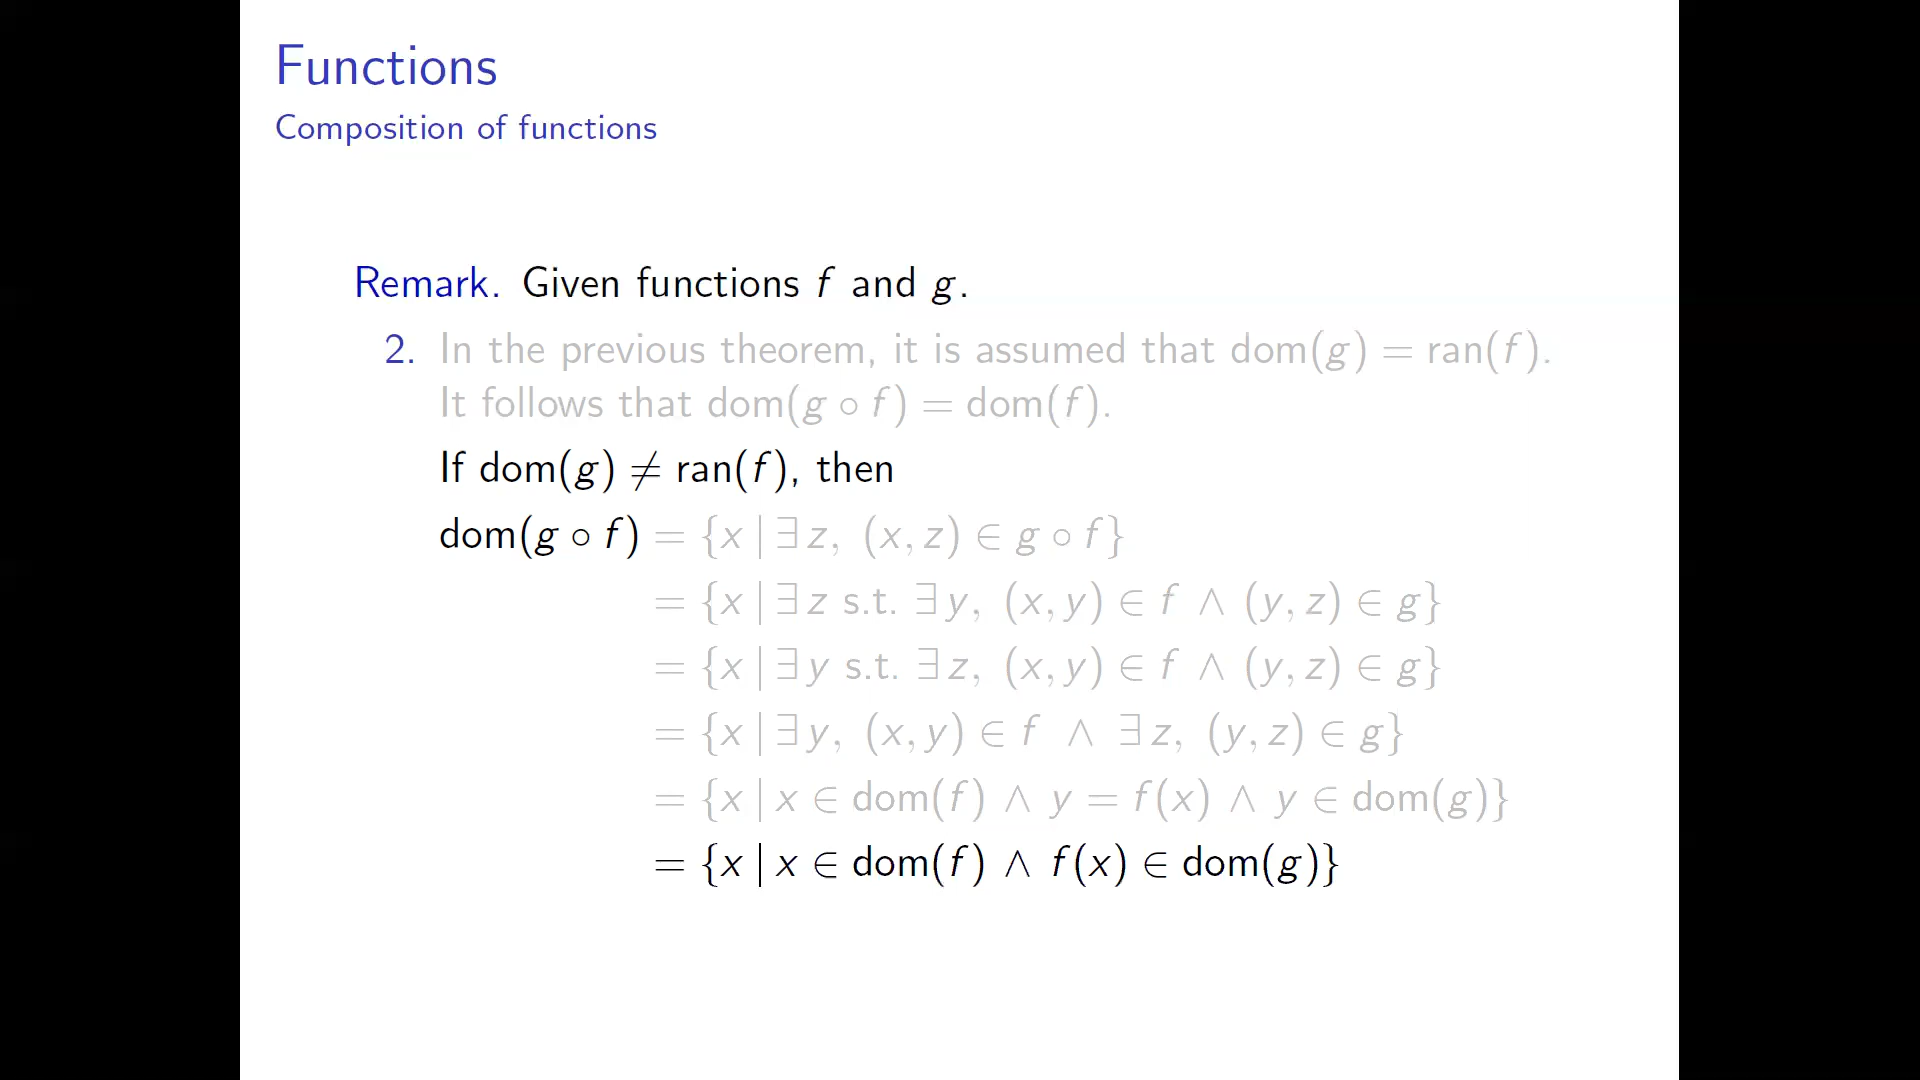 Functions
Composition of functions
Remark. Given functions f and g.
2. In the previous theorem, it is assumed that dom(g) = ran(f).
It follows that dom(g ∘ f) = dom(f).
If dom(g) ≠ ran(f), then
dom(g ∘ f) = {x | ∃ z, (x, z) ∈ g ∘ f}
= {x | ∃ z s.t. ∃ y, (x, y) ∈ f ∧ (y, z) ∈ g}
= {x | ∃ y s.t. ∃ z, (x, y) ∈ f ∧ (y, z) ∈ g}
= {x | ∃ y, (x, y) ∈ f ∧ ∃ z, (y, z) ∈ g}
= {x | x ∈ dom(f) ∧ y = f(x) ∧ y ∈ dom(g)}
= {x | x ∈ dom(f) ∧ f(x) ∈ dom(g)}